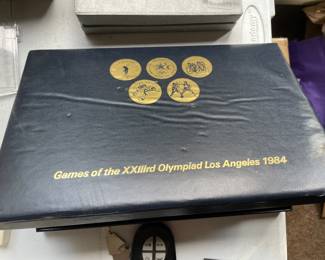 Games of the XXIIIrd Olympiad Los Angeles 1984